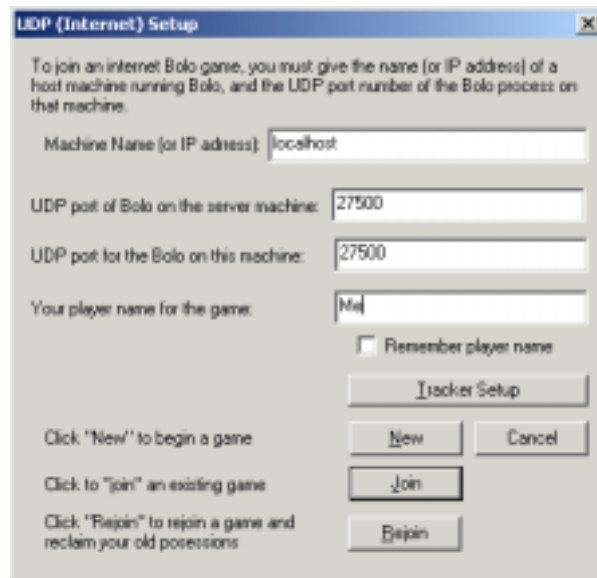 UDP (Internet) Setup
To join an internet Bolo game, you must give the name (or IP address) of a
host machine running Bolo, and the UDP port number of the Bolo process on
that machine.
Machine Name (or IP adress): localhost
UDP port of Bolo on the server machine: 27500
UDP port for the Bolo on this machine: 27500
Your player name for the game: Me
Remember player name
Tracker Setup
Click "New" to begin a game New Cancel
Click to "join" an existing game Join
Click "Rejoin" to rejoin a game and
reclaim your old posessions Rejoin